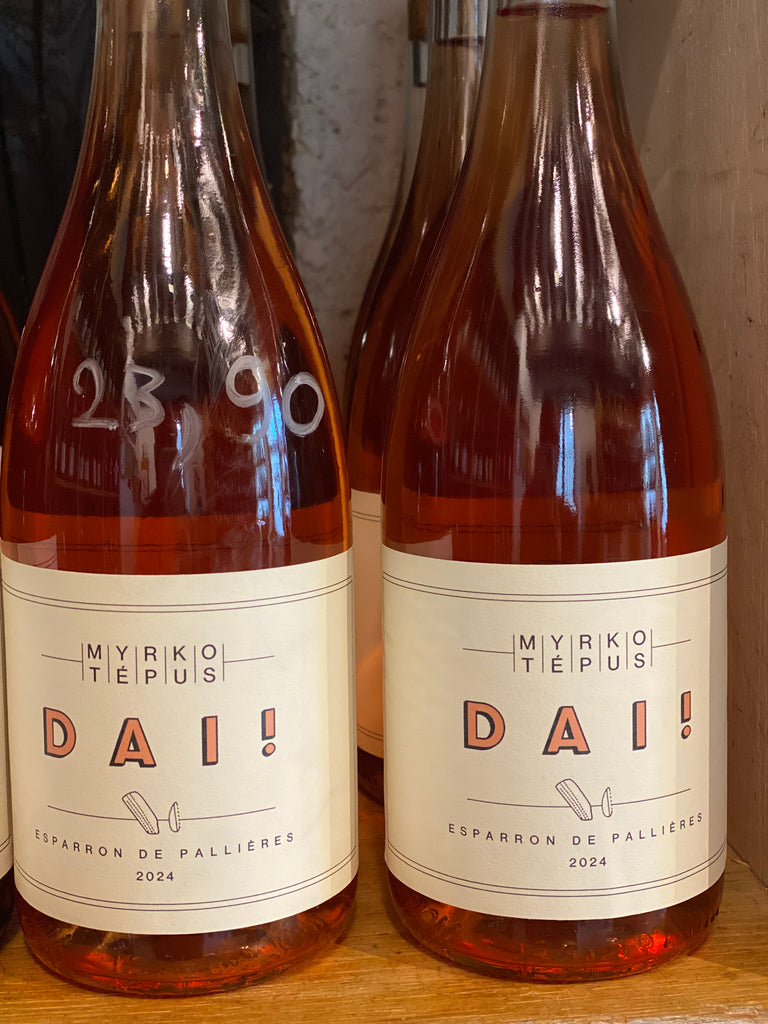 23,90
MYRKO
TÉPUS
DAI!
ESPARRON DE PALLIÈRES
2024
MYRKO
TÉPUS
DAI!
ESPARRON DE PALLIÈRES
2024